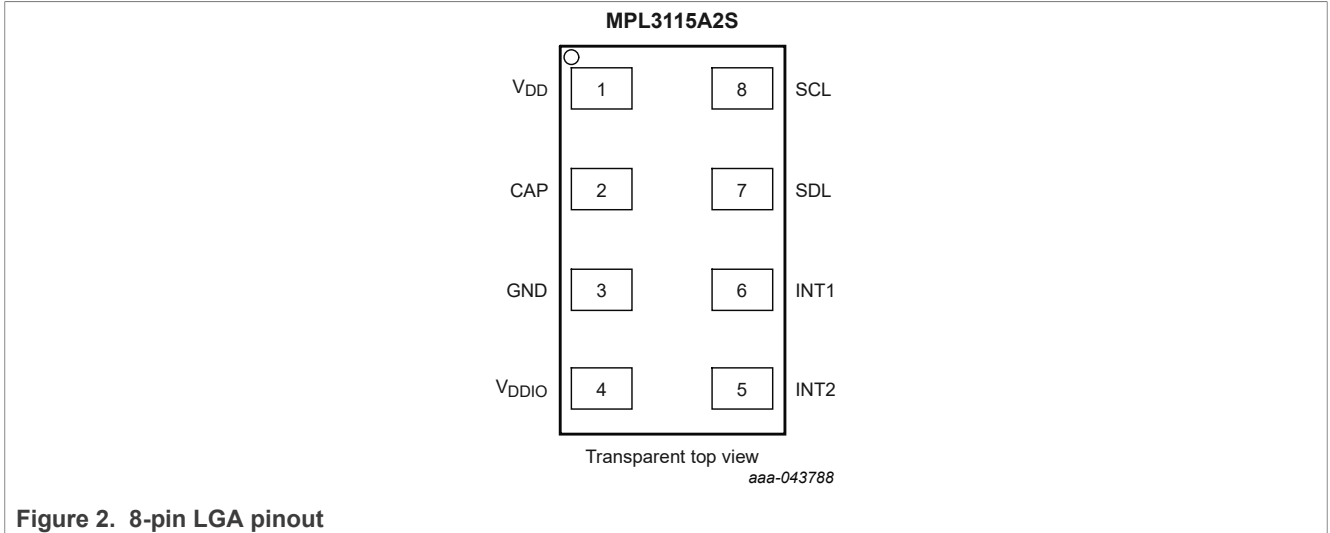 MPL3115A2S
VDD 1 8 SCL
CAP 2 7 SDL
GND 3 6 INT1
VDDIO 4 5 INT2
Transparent top view
aaa-043788
Figure 2. 8-pin LGA pinout